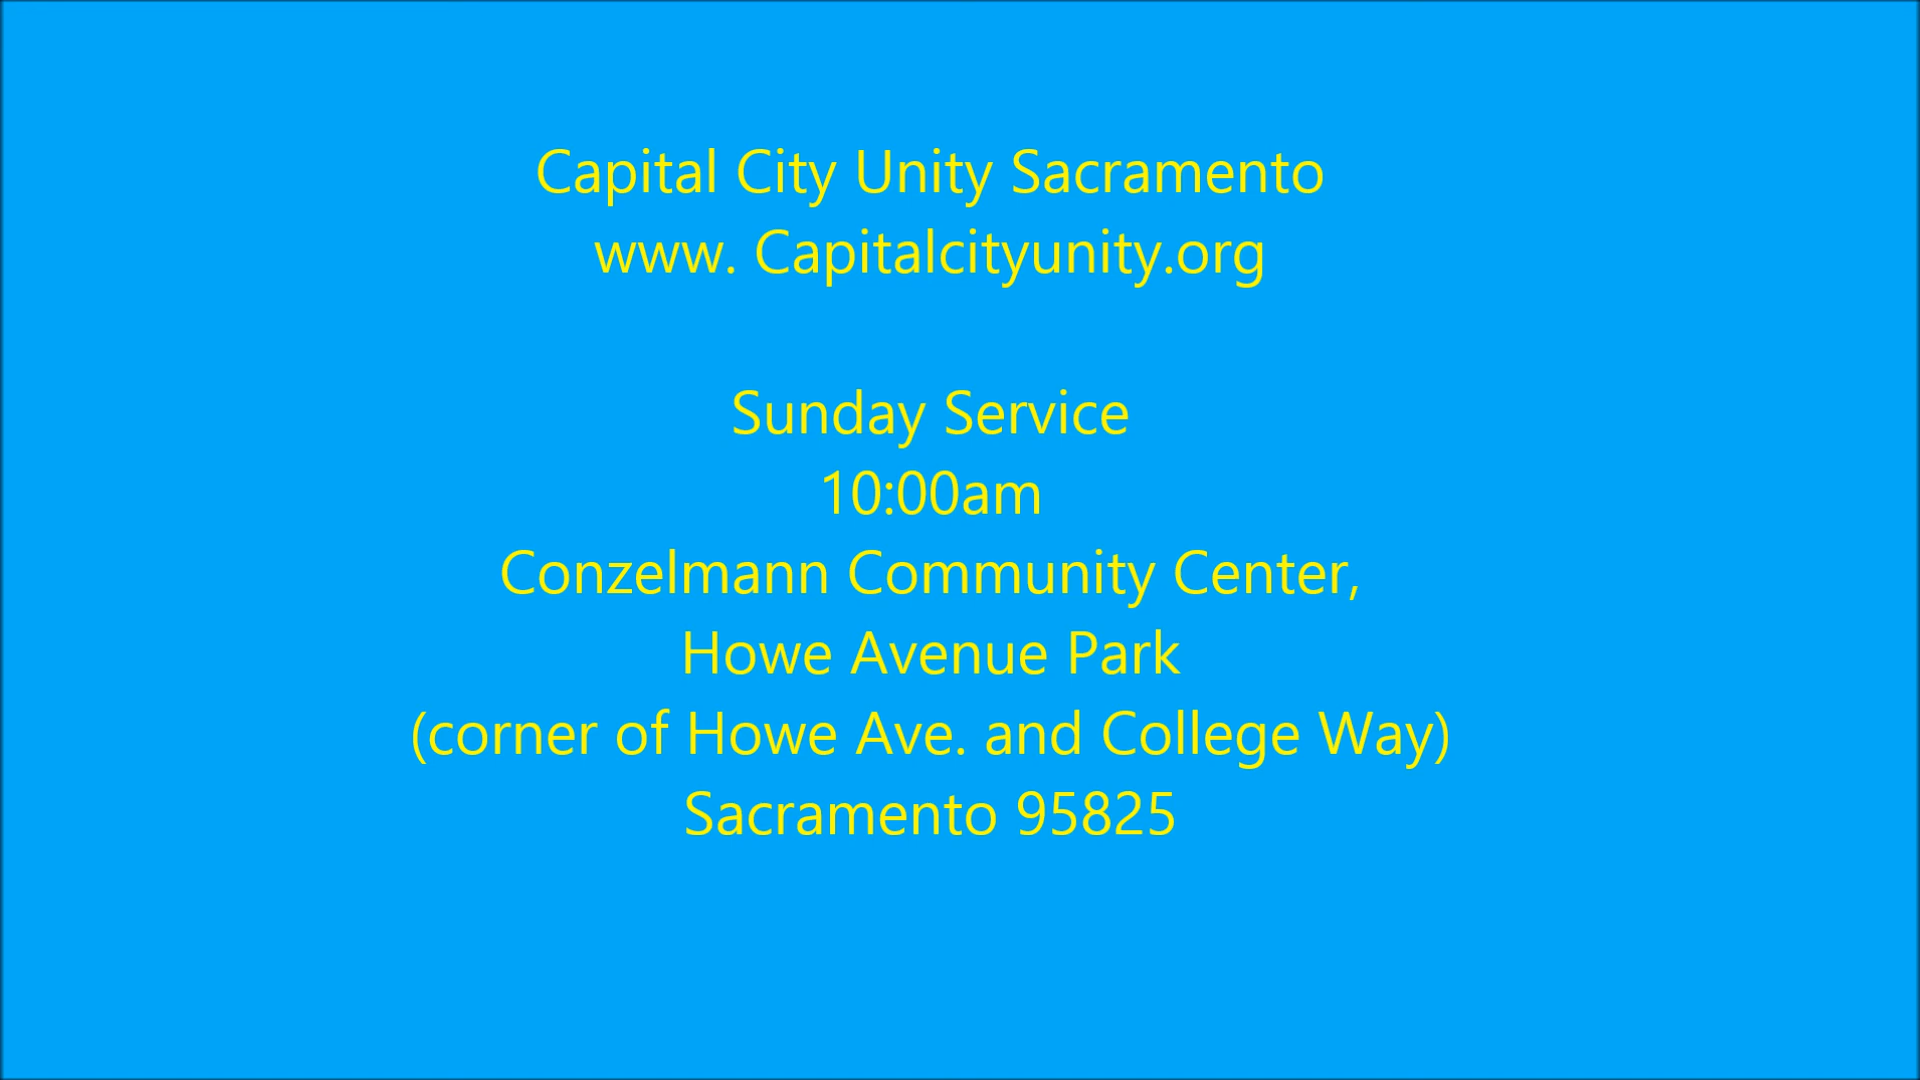 Capital City Unity Sacramento
www. Capitalcityunity.org
Sunday Service
10:00am
Conzelmann Community Center,
Howe Avenue Park
(corner of Howe Ave. and College Way)
Sacramento 95825